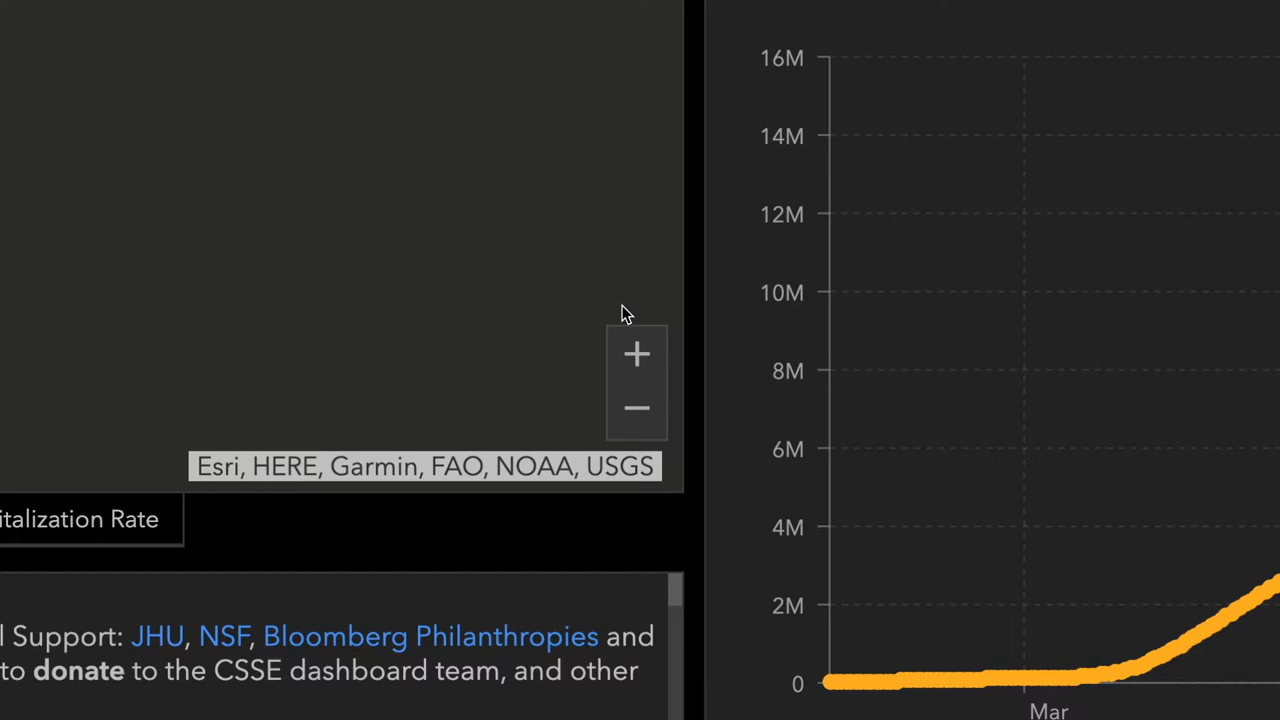 +
−
Esri, HERE, Garmin, FAO, NOAA, USGS
italization Rate
l Support: JHU, NSF, Bloomberg Philanthropies and
to donate to the CSSE dashboard team, and other
16M
14M
12M
10M
8M
6M
4M
2M
0
Mar